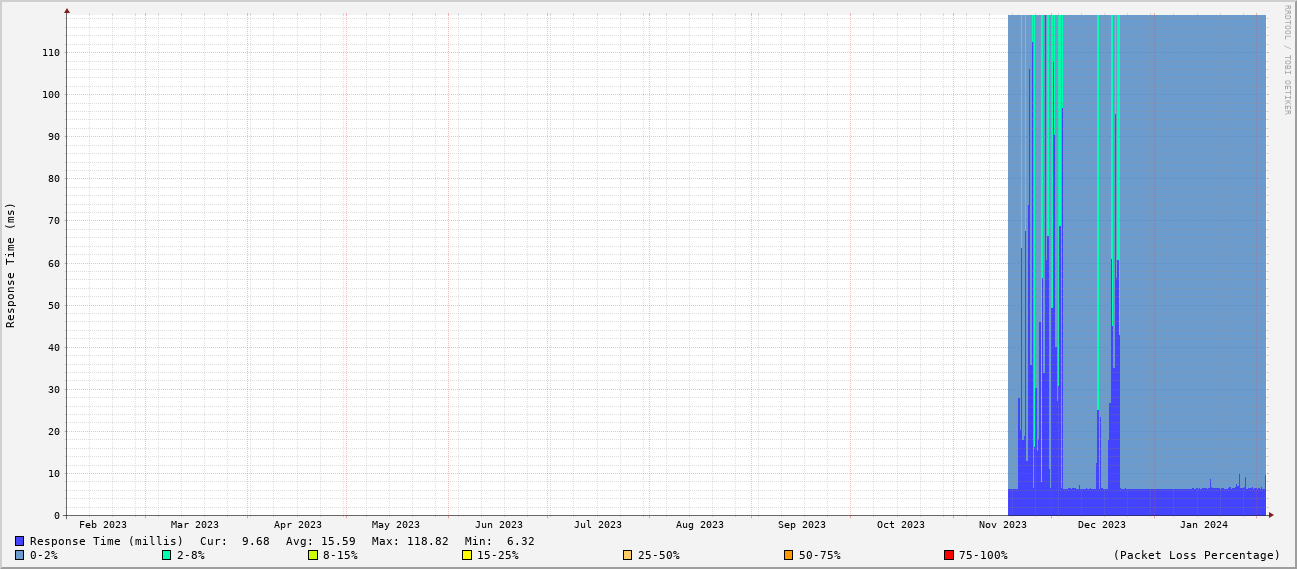 RRDTOOL / TOBI OETIKER
Response Time (ms)
110
100
90
80
70
60
50
40
30
20
10
0
Feb 2023 Mar 2023 Apr 2023 May 2023 Jun 2023 Jul 2023 Aug 2023 Sep 2023 Oct 2023 Nov 2023 Dec 2023 Jan 2024
Response Time (millis) Cur: 9.68 Avg: 15.59 Max: 118.82 Min: 6.32
0-2% 2-8% 8-15% 15-25% 25-50% 50-75% 75-100% (Packet Loss Percentage)